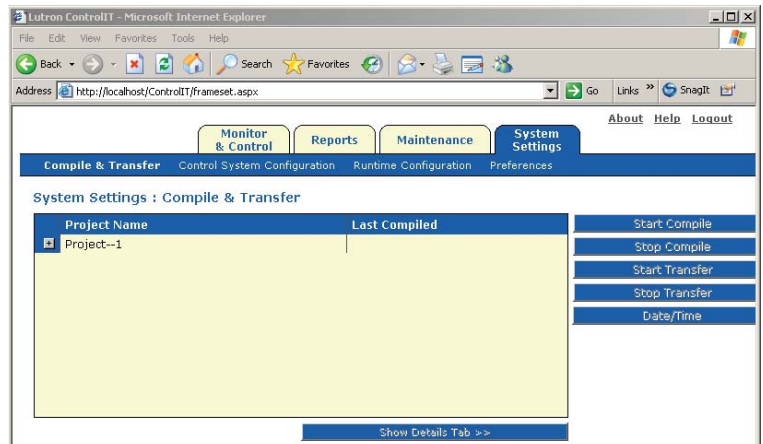 Lutron ControlIT - Microsoft Internet Explorer
File Edit View Favorites Tools Help
Back Search Favorites
Address http://localhost/ControlIT/frameset.aspx Go Links » SnagIt
About Help Logout
Monitor & Control Reports Maintenance System Settings
Compile & Transfer Control System Configuration Runtime Configuration Preferences
System Settings : Compile & Transfer
Project Name Last Compiled
Project--1
Start Compile
Stop Compile
Start Transfer
Stop Transfer
Date/Time
Show Details Tab >>